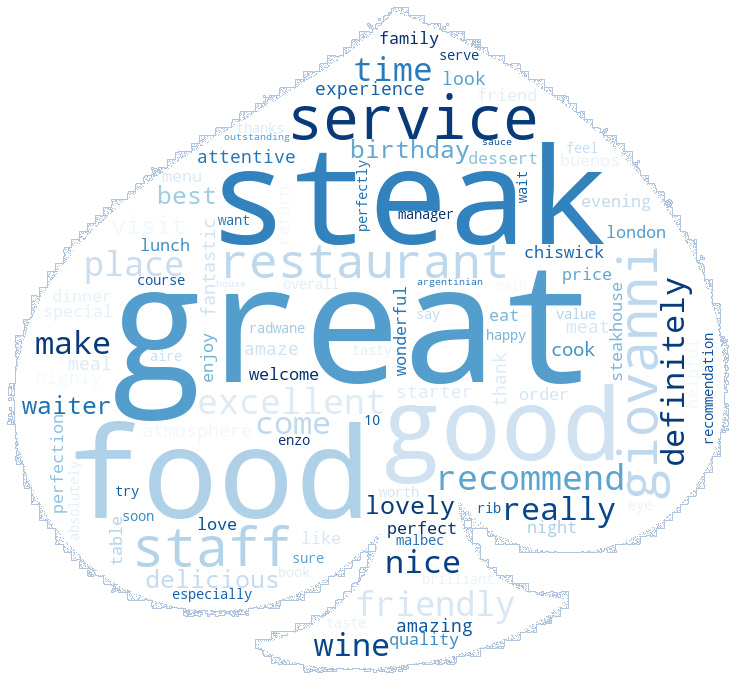 family
serve
time
look
experience
friend
service
thanks
outstanding
sauce
birthday
feel
attentive
dessert
buenos
menu
steak
perfectly
wait
best
want
return
manager
evening
visit
fantastic
london
lunch
restaurant
chiswick
place
giovanni
course
house
overall
argentinian
main
price
dinner
special
great
wonderful
say
eat
value
steakhouse
definitely
radwane
happy
meat
make
aire
enjoy
amaze
tasty
cook
recommendation
meal
welcome
thank
helpful
highly
excellent
starter
order
waiter
come
10
good
perfection
atmosphere
enzo
food
absolutely
recommend
try
worth
lovely
rib
really
eye
soon
love
perfect
night
table
staff
like
malbec
sure
nice
delicious
book
brilliant
especially
friendly
taste
amazing
wine
quality